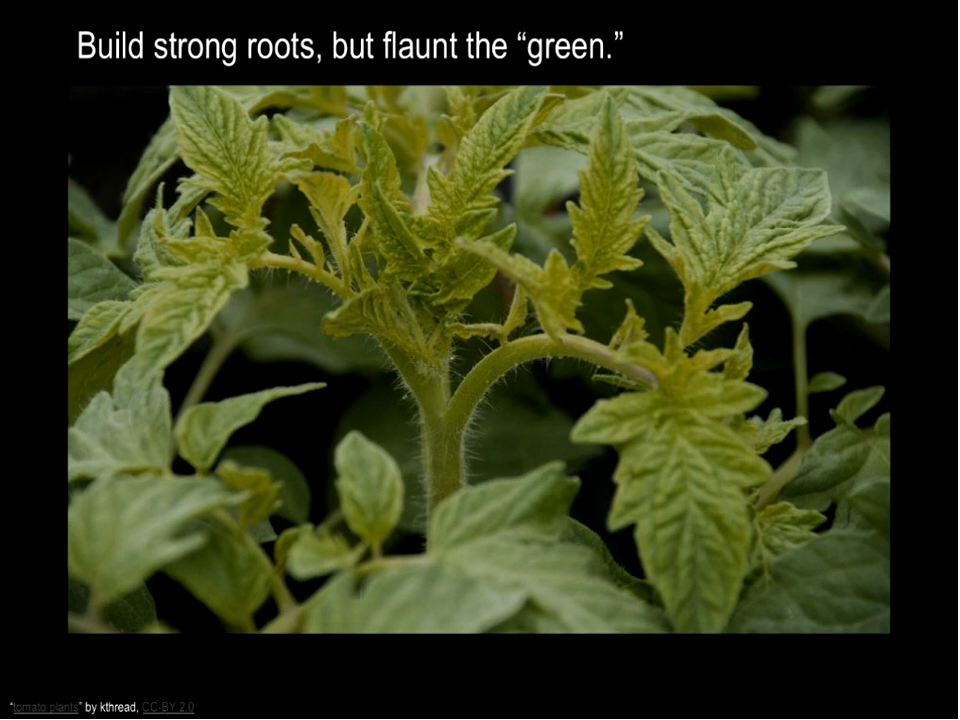 Build strong roots, but flaunt the “green.”
“tomato plants” by kthread, CC-BY 2.0